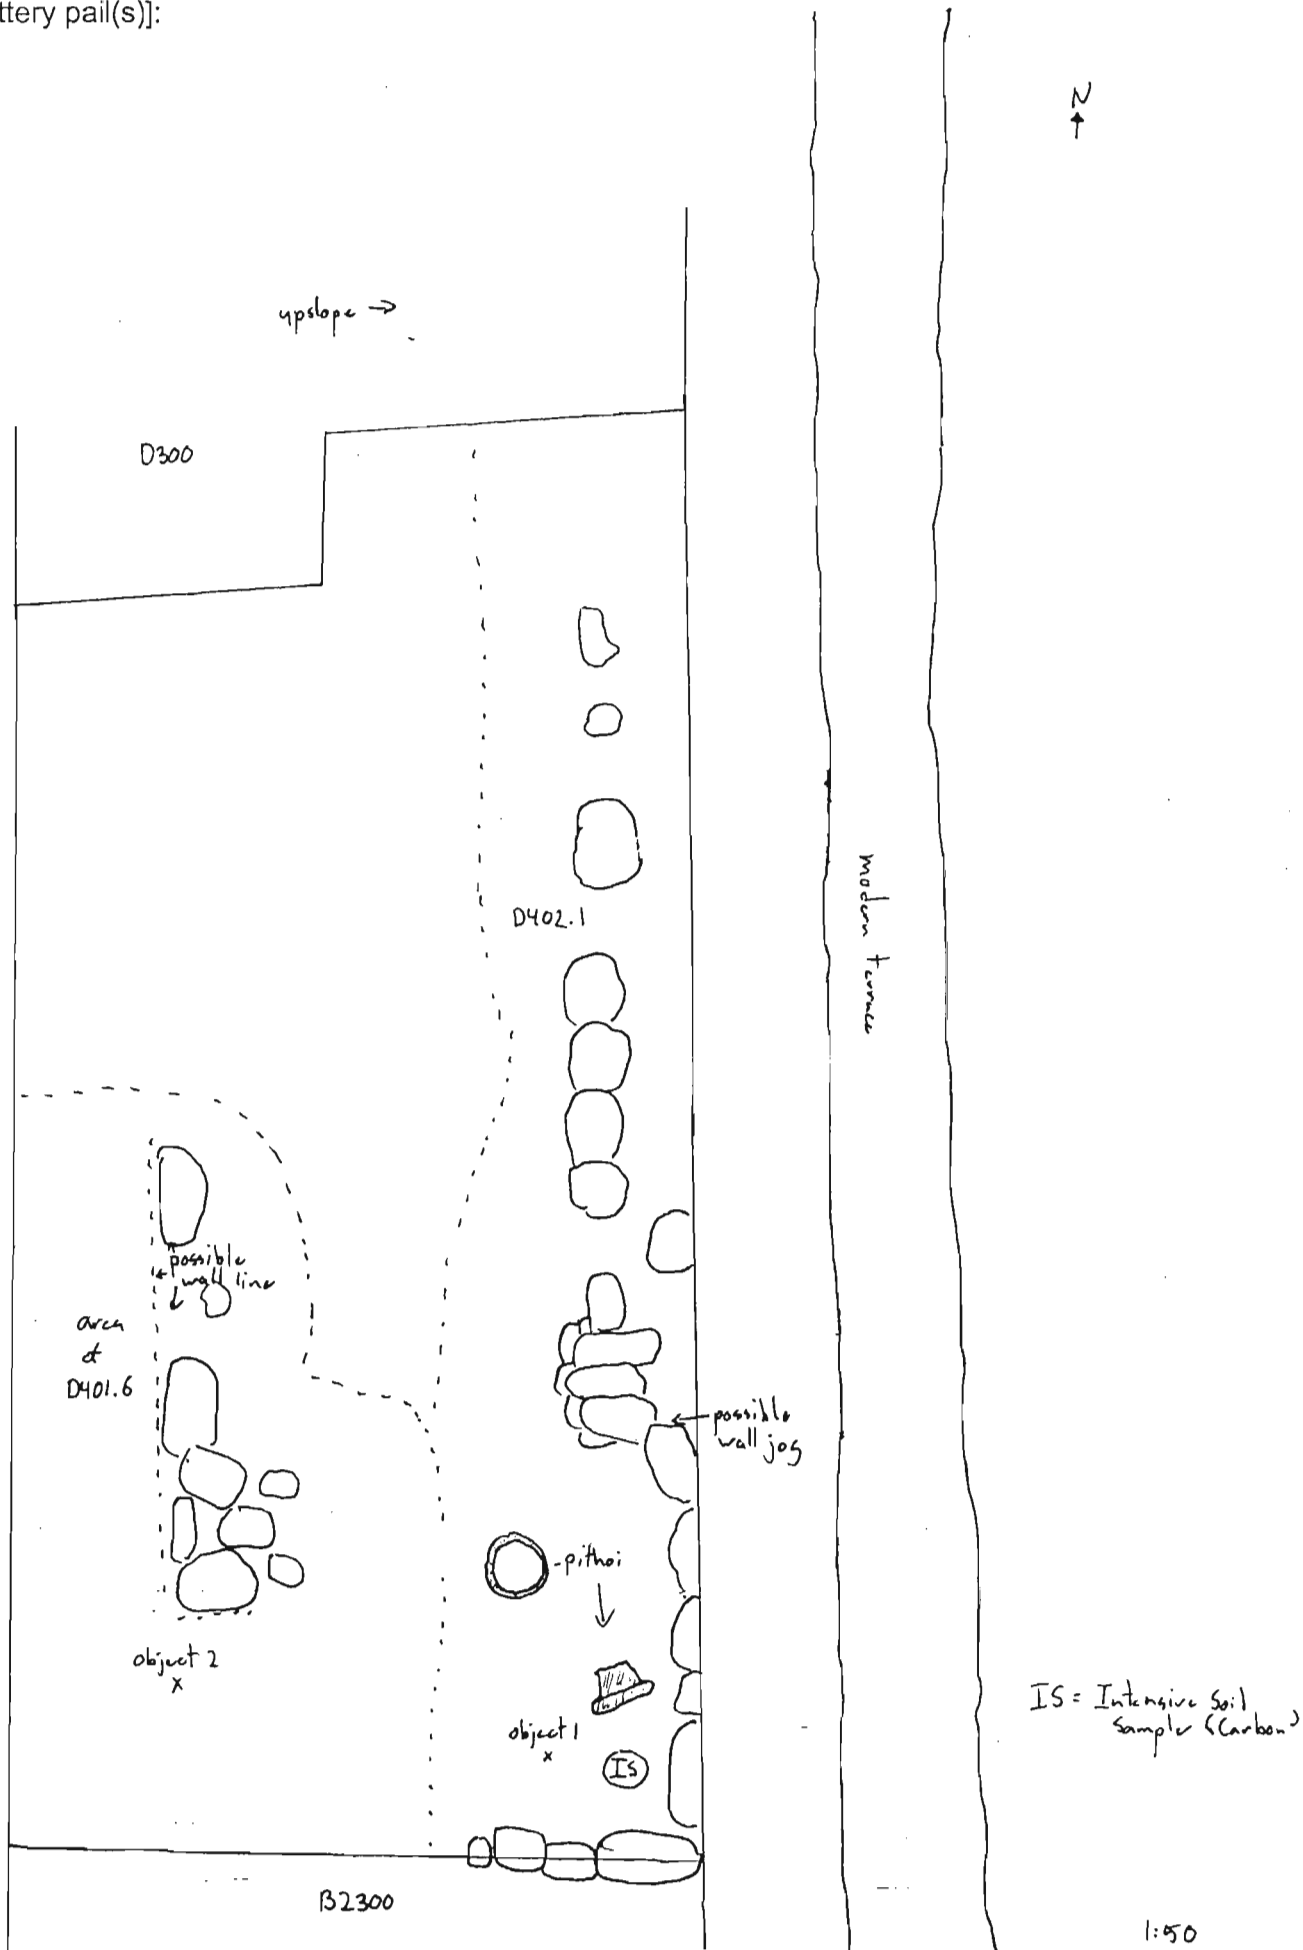 ttery pail(s)]:
N
upslope →
D300
D402.1
modern terrace
possible
wall line
area
of
D401.6
possible
wall jog
-pithoi
object 2
x
object 1
x
IS
IS = Intensive Soil
Sample (Carbon)
B2300
1:50